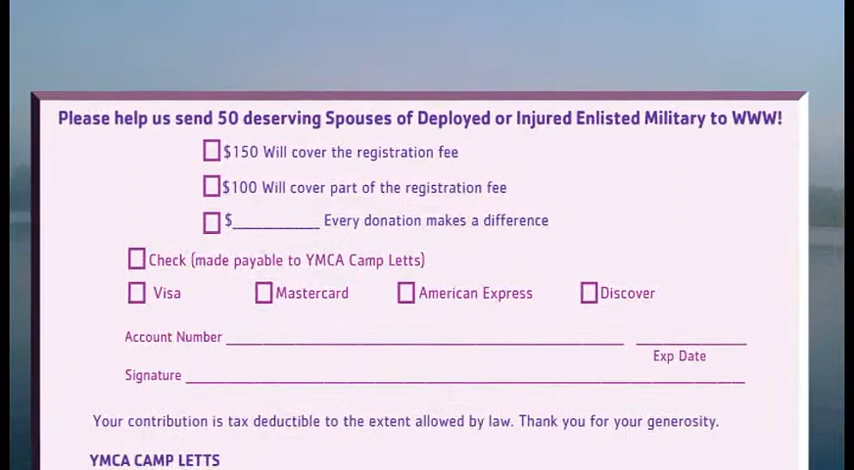 Please help us send 50 deserving Spouses of Deployed or Injured Enlisted Military to WWW!
$150 Will cover the registration fee
$100 Will cover part of the registration fee
$__________ Every donation makes a difference
Check (made payable to YMCA Camp Letts)
Visa Mastercard American Express Discover
Account Number
Exp Date
Signature
Your contribution is tax deductible to the extent allowed by law. Thank you for your generosity.
YMCA CAMP LETTS